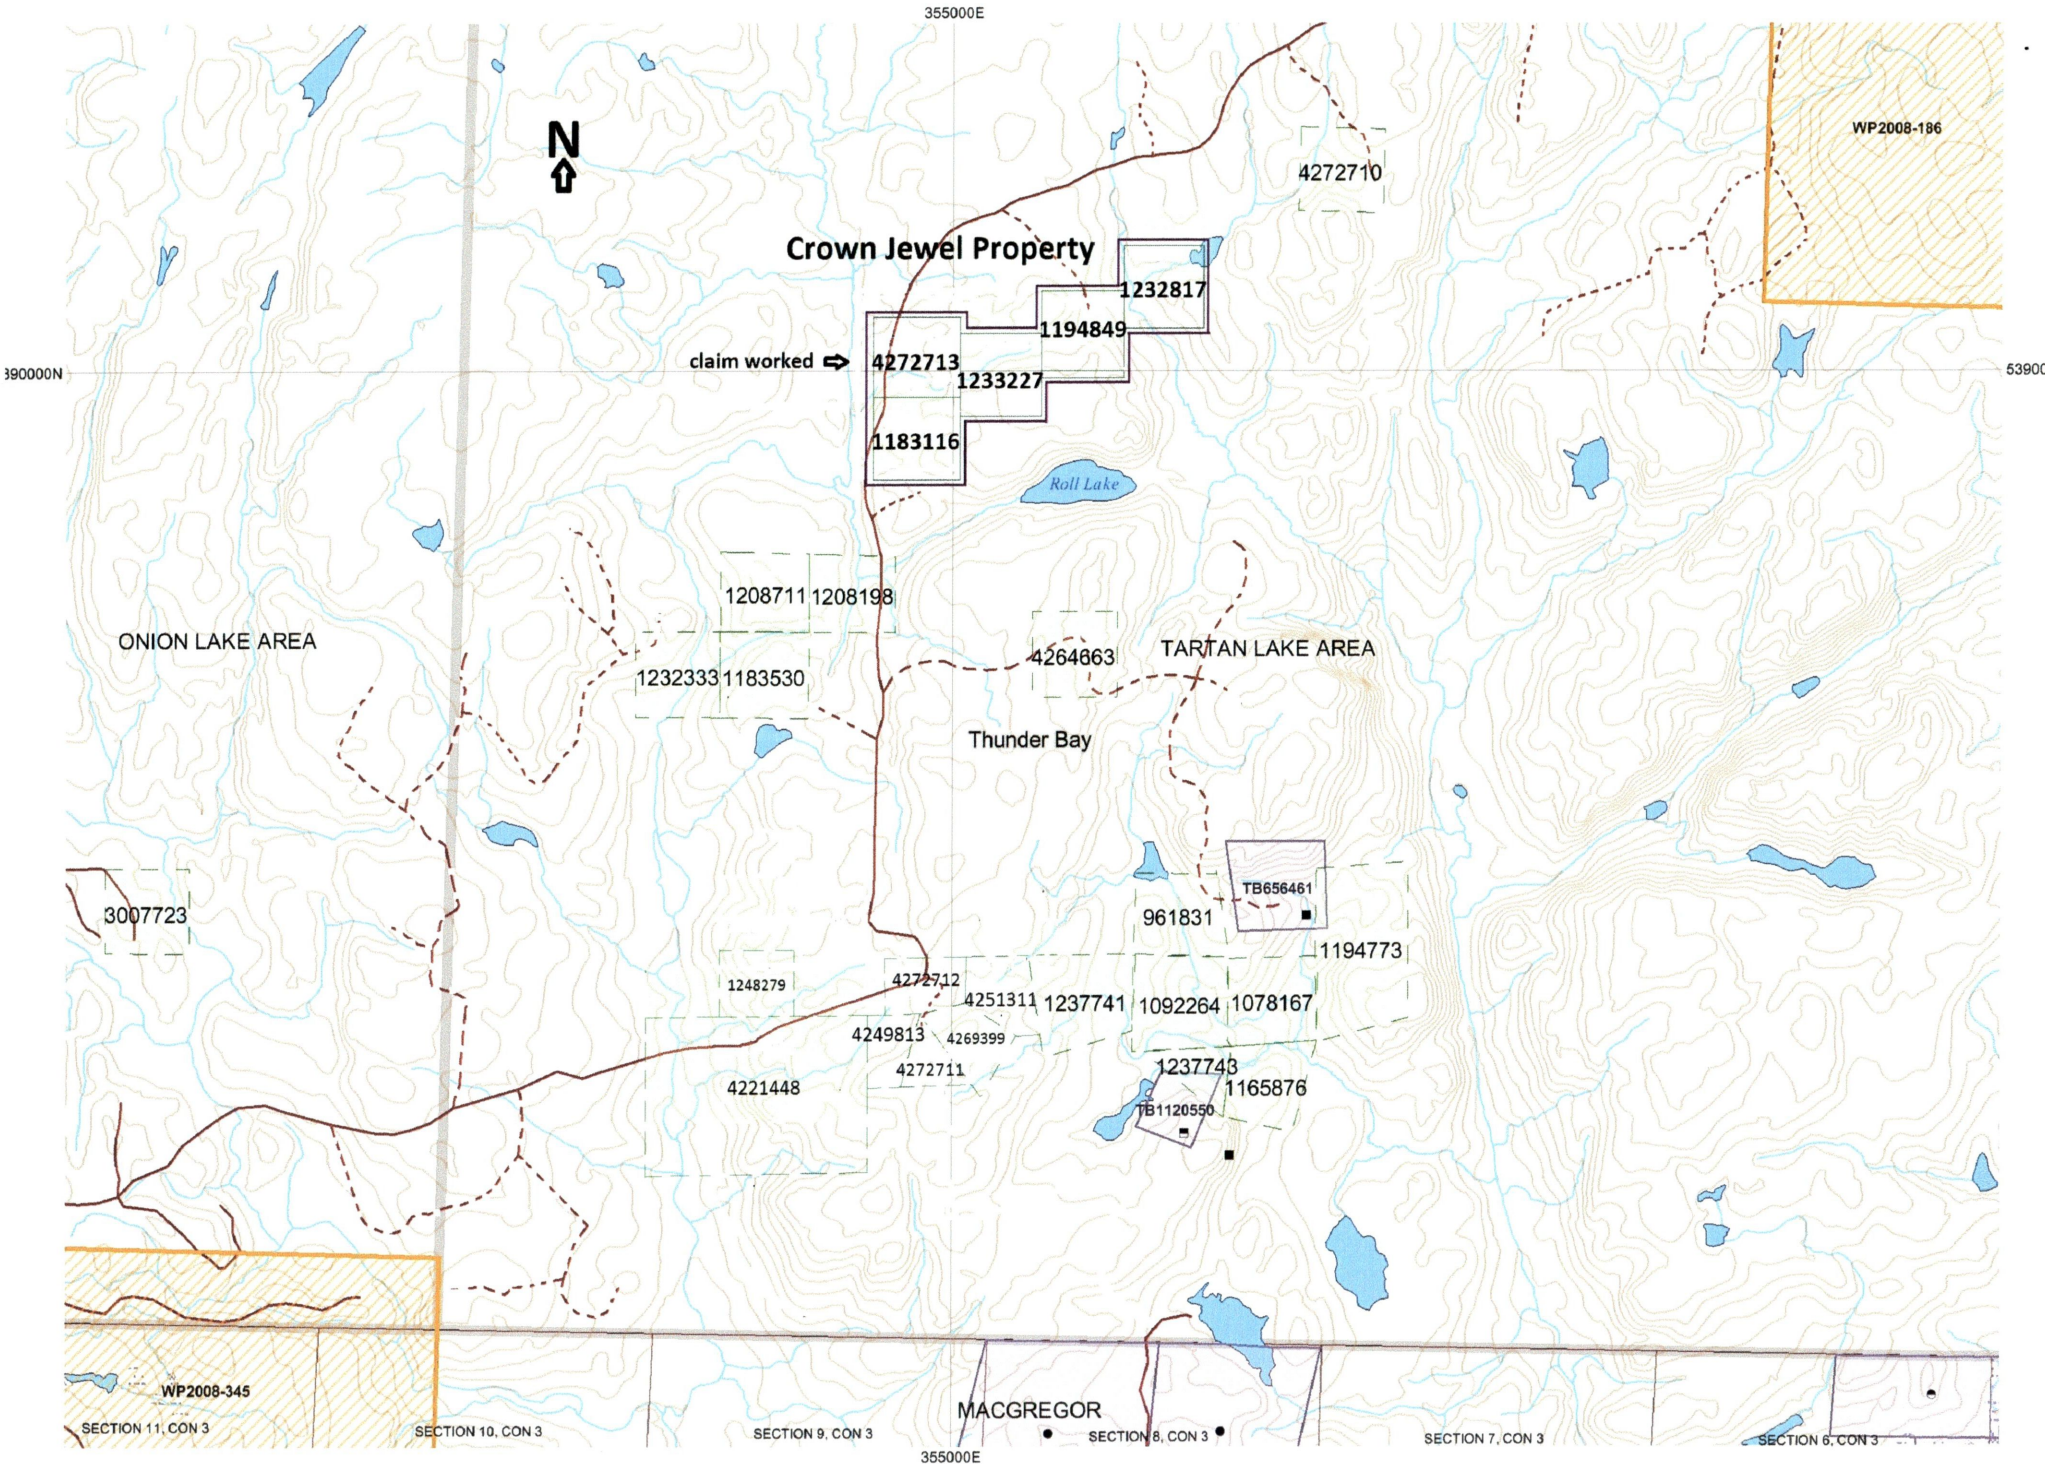 355000E
WP2008-186
N
4272710
Crown Jewel Property
1232817
1194849
claim worked
4272713
390000N
53900
1233227
1183116
Roll Lake
1208711
1208198
ONION LAKE AREA
TARTAN LAKE AREA
4264663
1232333
1183530
Thunder Bay
TB656461
3007723
961831
1194773
1248279
4272712
4251311
1237741
1092264
1078167
4249813
4269399
4272711
1237743
4221448
1165876
TB1120550
WP2008-345
MACGREGOR
SECTION 11, CON 3
SECTION 10, CON 3
SECTION 9, CON 3
SECTION 8, CON 3
SECTION 7, CON 3
SECTION 6, CON 3
355000E